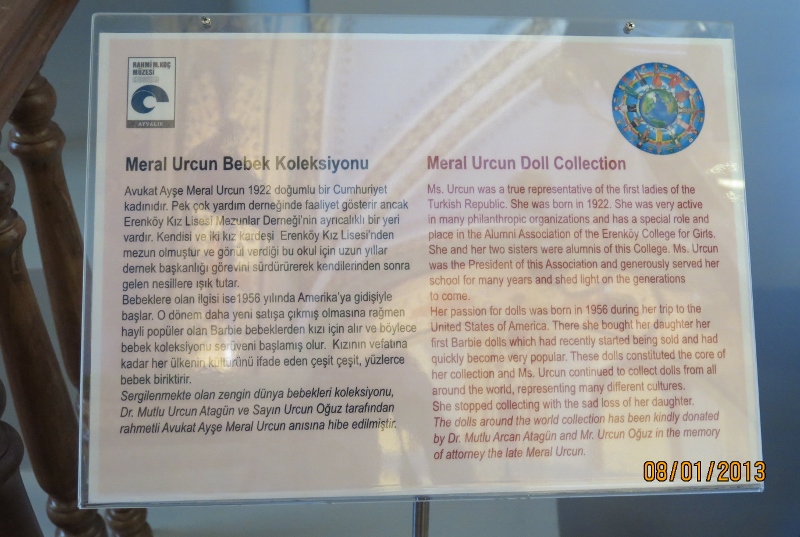 RAHMİ M. KOÇ
MÜZESİ
AYVALIK
Meral Urcun Bebek Koleksiyonu
Avukat Ayşe Meral Urcun 1922 doğumlu bir Cumhuriyet
kadınıdır. Pek çok yardım derneğinde faaliyet gösterir ancak
Erenköy Kız Lisesi Mezunlar Derneği'nin ayrıcalıklı bir yeri
vardır. Kendisi ve iki kız kardeşi Erenköy Kız Lisesi'nden
mezun olmuştur ve gönül verdiği bu okul için uzun yıllar
dernek başkanlığı görevini sürdürürerek kendilerinden sonra
gelen nesillere ışık tutar.
Bebeklere olan ilgisi ise1956 yılında Amerika'ya gidişiyle
başlar. O dönem daha yeni satışa çıkmış olmasına rağmen
hayli popüler olan Barbie bebeklerden kızı için alır ve böylece
bebek koleksiyonu serüveni başlamış olur. Kızının vefatına
kadar her ülkenin kültürünü ifade eden çeşit çeşit, yüzlerce
bebek biriktirir.
Sergilenmekte olan zengin dünya bebekleri koleksiyonu,
Dr. Mutlu Urcun Atagün ve Sayın Urcun Oğuz tarafından
rahmetli Avukat Ayşe Meral Urcun anısına hibe edilmiştir.
Meral Urcun Doll Collection
Ms. Urcun was a true representative of the first ladies of the
Turkish Republic. She was born in 1922. She was very active
in many philanthropic organizations and has a special role and
place in the Alumni Association of the Erenköy College for Girls.
She and her two sisters were alumnis of this College. Ms. Urcun
was the President of this Association and generously served her
school for many years and shed light on the generations
to come.
Her passion for dolls was born in 1956 during her trip to the
United States of America. There she bought her daughter her
first Barbie dolls which had recently started being sold and had
quickly become very popular. These dolls constituted the core of
her collection and Ms. Urcun continued to collect dolls from all
around the world, representing many different cultures.
She stopped collecting with the sad loss of her daughter.
The dolls around the world collection has been kindly donated
by Dr. Mutlu Arcan Atagün and Mr. Urcun Oğuz in the memory
of attorney the late Meral Urcun.
08/01/2013